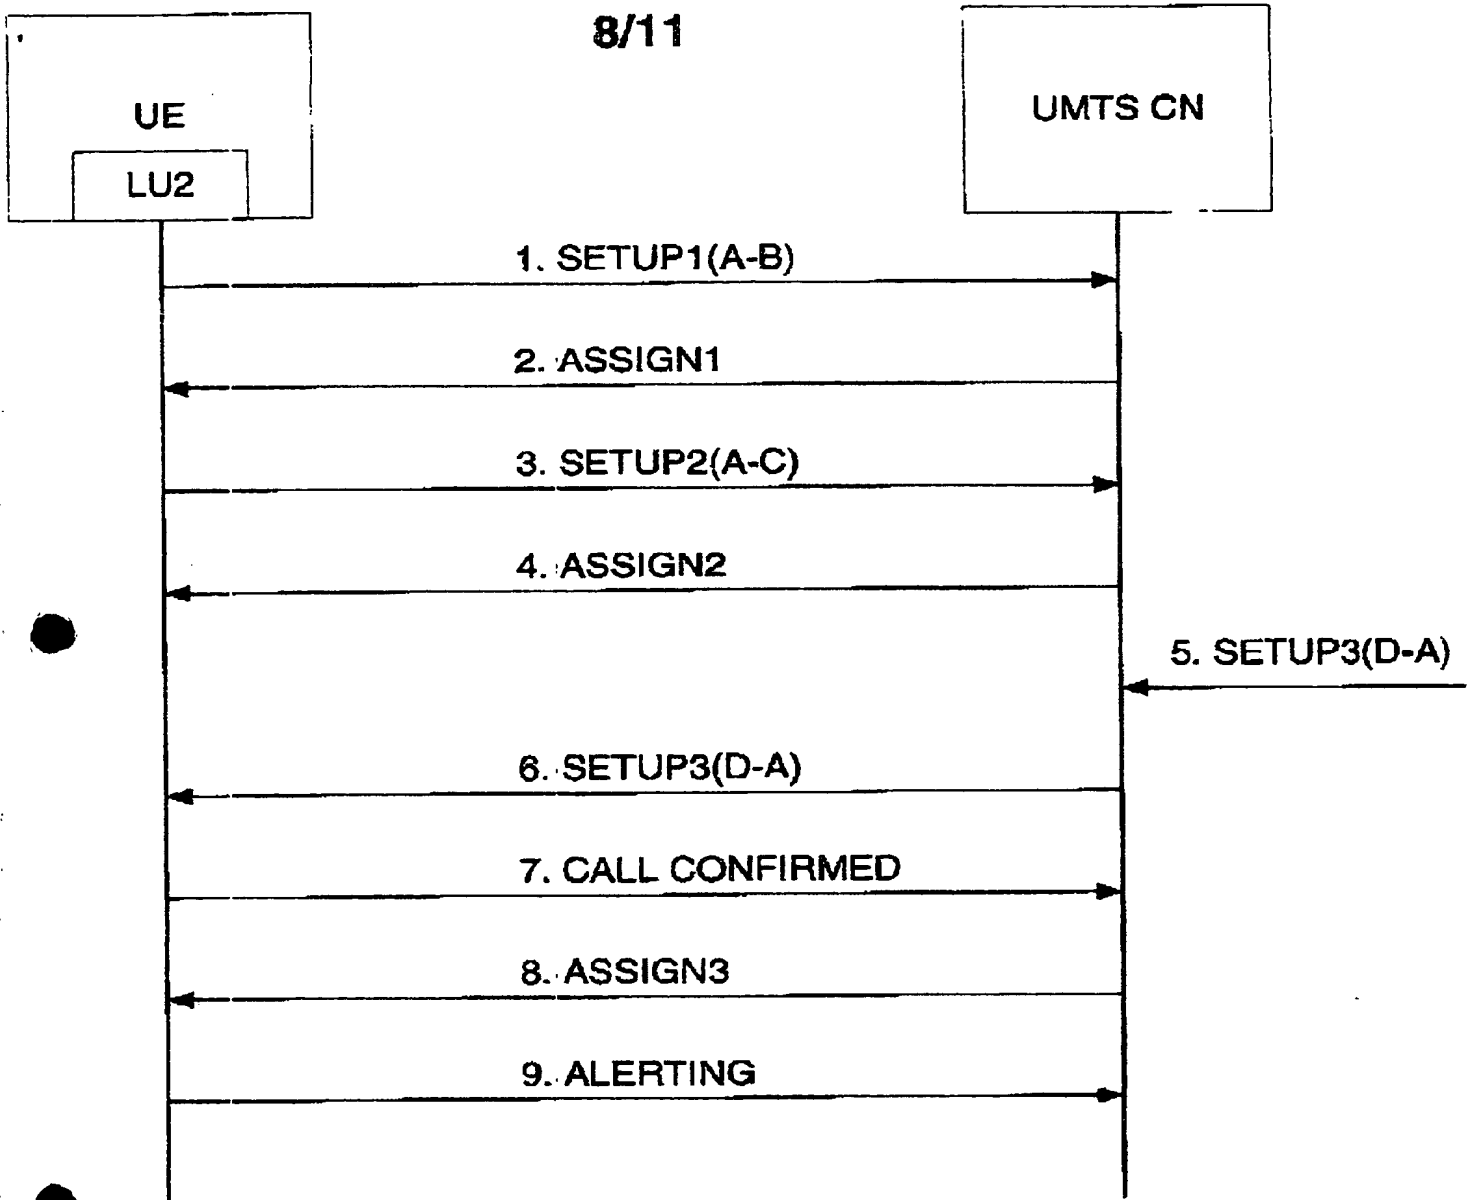 8/11
UE
LU2
UMTS CN
1. SETUP1(A-B)
2. ASSIGN1
3. SETUP2(A-C)
4. ASSIGN2
5. SETUP3(D-A)
6. SETUP3(D-A)
7. CALL CONFIRMED
8. ASSIGN3
9. ALERTING